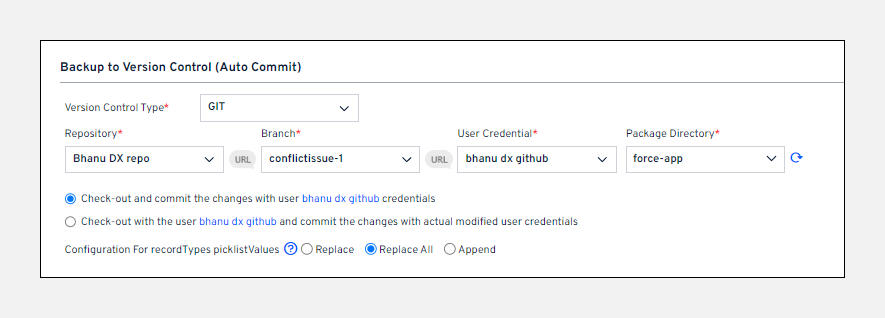 Backup to Version Control (Auto Commit)
Version Control Type* GIT
Repository* Branch* User Credential* Package Directory*
Bhanu DX repo URL conflictissue-1 URL bhanu dx github force-app
Check-out and commit the changes with user bhanu dx github credentials
Check-out with the user bhanu dx github and commit the changes with actual modified user credentials
Configuration For recordTypes picklistValues ? Replace Replace All Append